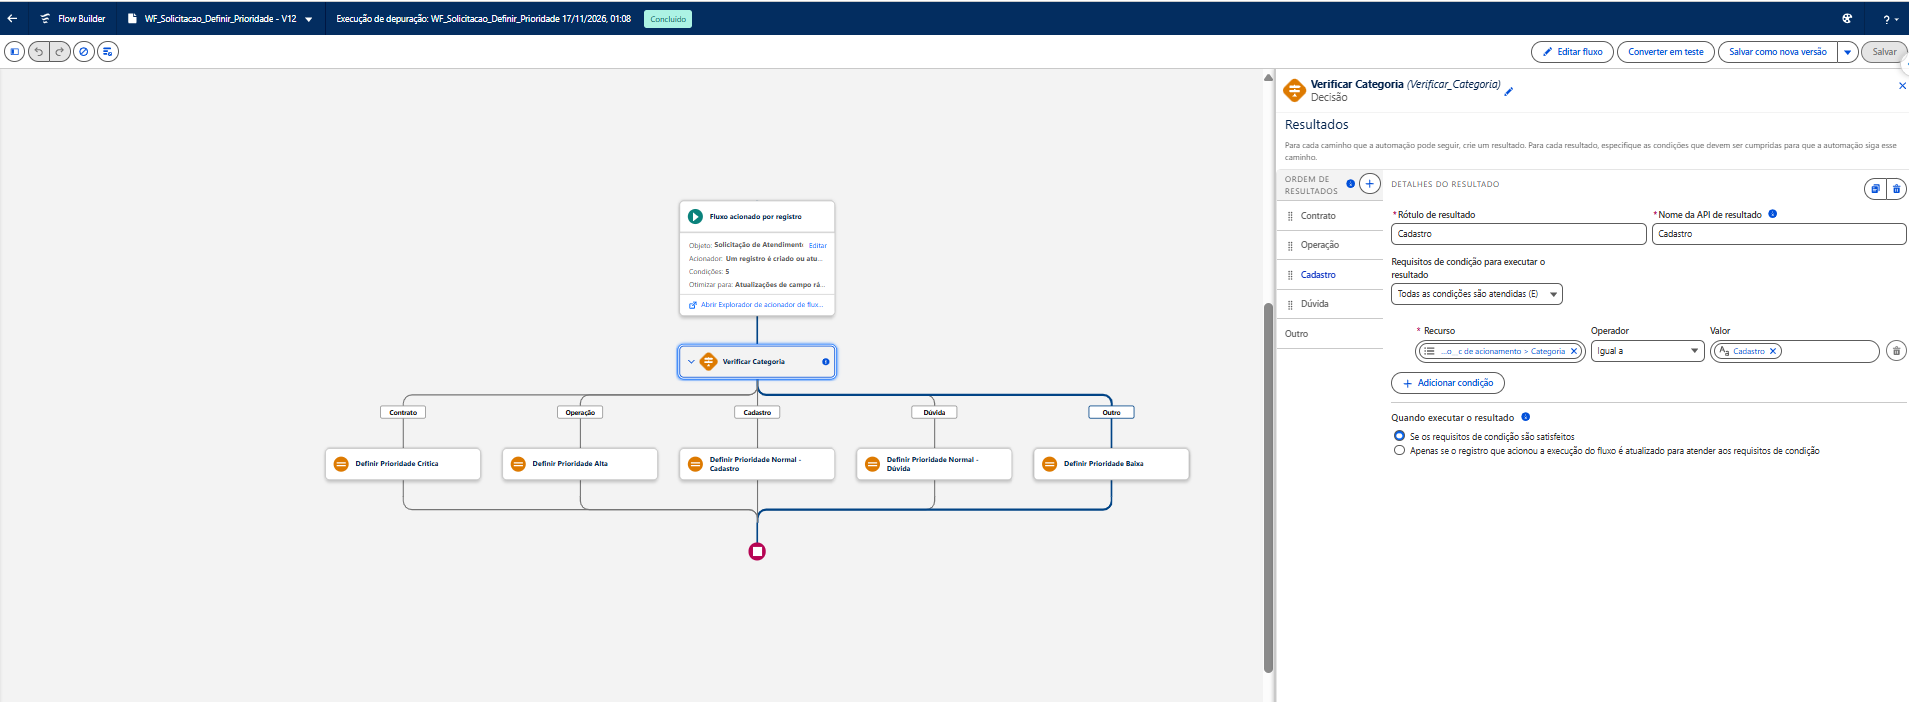 Flow Builder
WF_Solicitacao_Definir_Prioridade - V12
Execução de depuração: WF_Solicitacao_Definir_Prioridade 17/11/2026, 01:08
Concluído
?
Editar fluxo
Converter em teste
Salvar como nova versão
Salvar
Fluxo acionado por registro
Objeto: Solicitação de Atendiment
Editar
Acionador: Um registro é criado ou atu...
Condições: 5
Otimizar para: Atualizações de campo rá...
Abrir Explorador de acionador de flux...
Verificar Categoria
Contrato
Operação
Cadastro
Dúvida
Outro
Definir Prioridade Crítica
Definir Prioridade Alta
Definir Prioridade Normal -
Cadastro
Definir Prioridade Normal -
Dúvida
Definir Prioridade Baixa
Verificar Categoria (Verificar_Categoria)
Decisão
Resultados
Para cada caminho que a automação pode seguir, crie um resultado. Para cada resultado, especifique as condições que devem ser cumpridas para que a automação siga esse
caminho.
ORDEM DE
RESULTADOS
Contrato
Operação
Cadastro
Dúvida
Outro
DETALHES DO RESULTADO
*Rótulo de resultado
Cadastro
*Nome da API de resultado
Cadastro
Requisitos de condição para executar o
resultado
Todas as condições são atendidas (E)
* Recurso
Operador
Valor
...o__c de acionamento > Categoria
Igual a
Cadastro
Adicionar condição
Quando executar o resultado
Se os requisitos de condição são satisfeitos
Apenas se o registro que acionou a execução do fluxo é atualizado para atender aos requisitos de condição